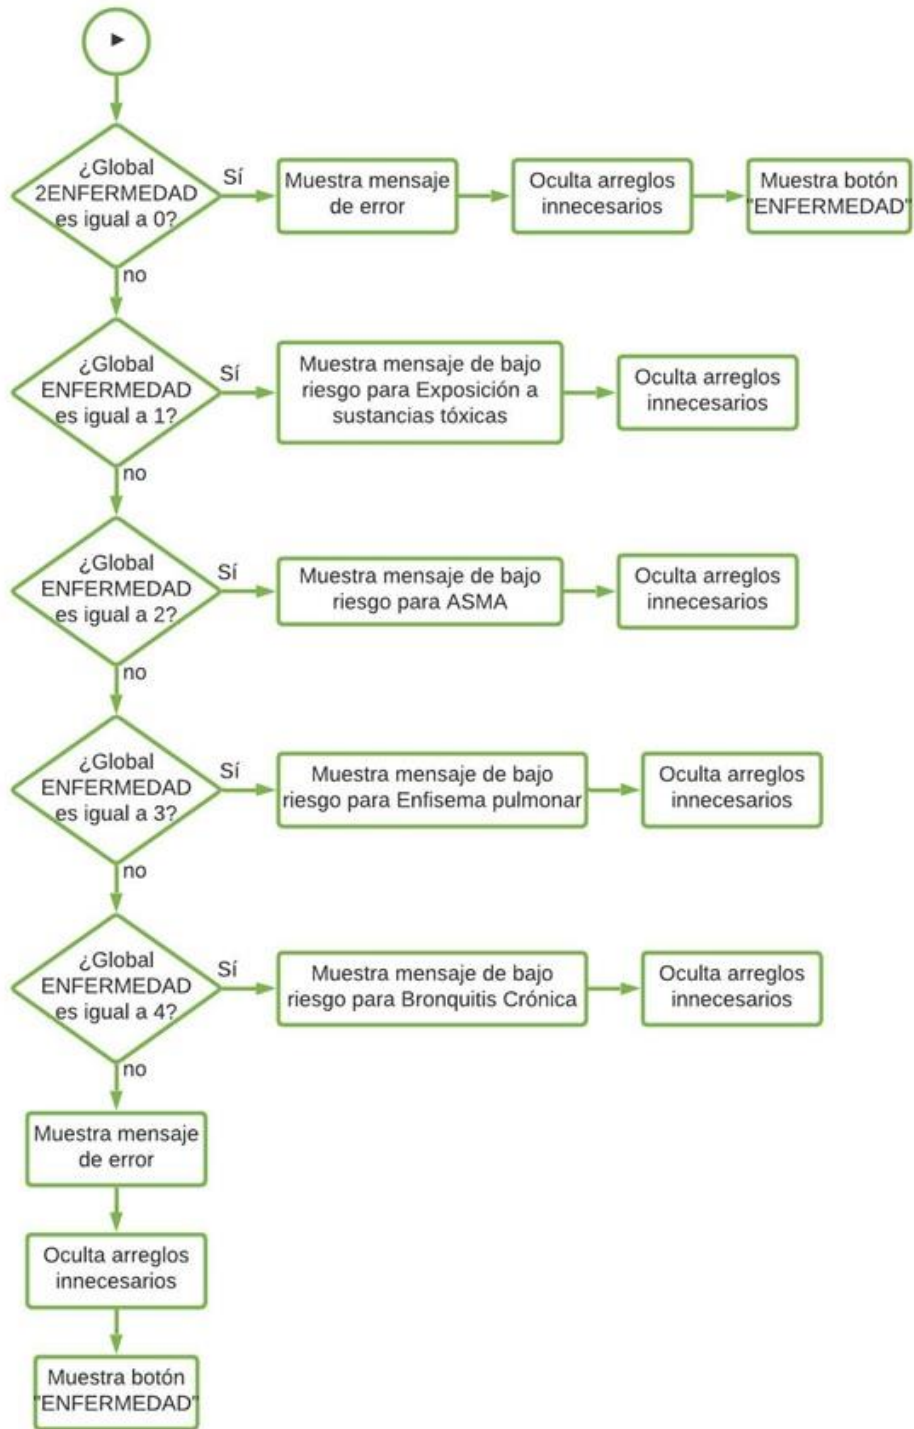 ¿Global
2ENFERMEDAD
es igual a 0?
Sí
Muestra mensaje
de error
Oculta arreglos
innecesarios
Muestra botón
"ENFERMEDAD"
no
¿Global
ENFERMEDAD
es igual a 1?
Sí
Muestra mensaje de bajo
riesgo para Exposición a
sustancias tóxicas
Oculta arreglos
innecesarios
no
¿Global
ENFERMEDAD
es igual a 2?
Sí
Muestra mensaje de bajo
riesgo para ASMA
Oculta arreglos
innecesarios
no
¿Global
ENFERMEDAD
es igual a 3?
Sí
Muestra mensaje de bajo
riesgo para Enfisema pulmonar
Oculta arreglos
innecesarios
no
¿Global
ENFERMEDAD
es igual a 4?
Sí
Muestra mensaje de bajo
riesgo para Bronquitis Crónica
Oculta arreglos
innecesarios
no
Muestra mensaje
de error
Oculta arreglos
innecesarios
Muestra botón
"ENFERMEDAD"